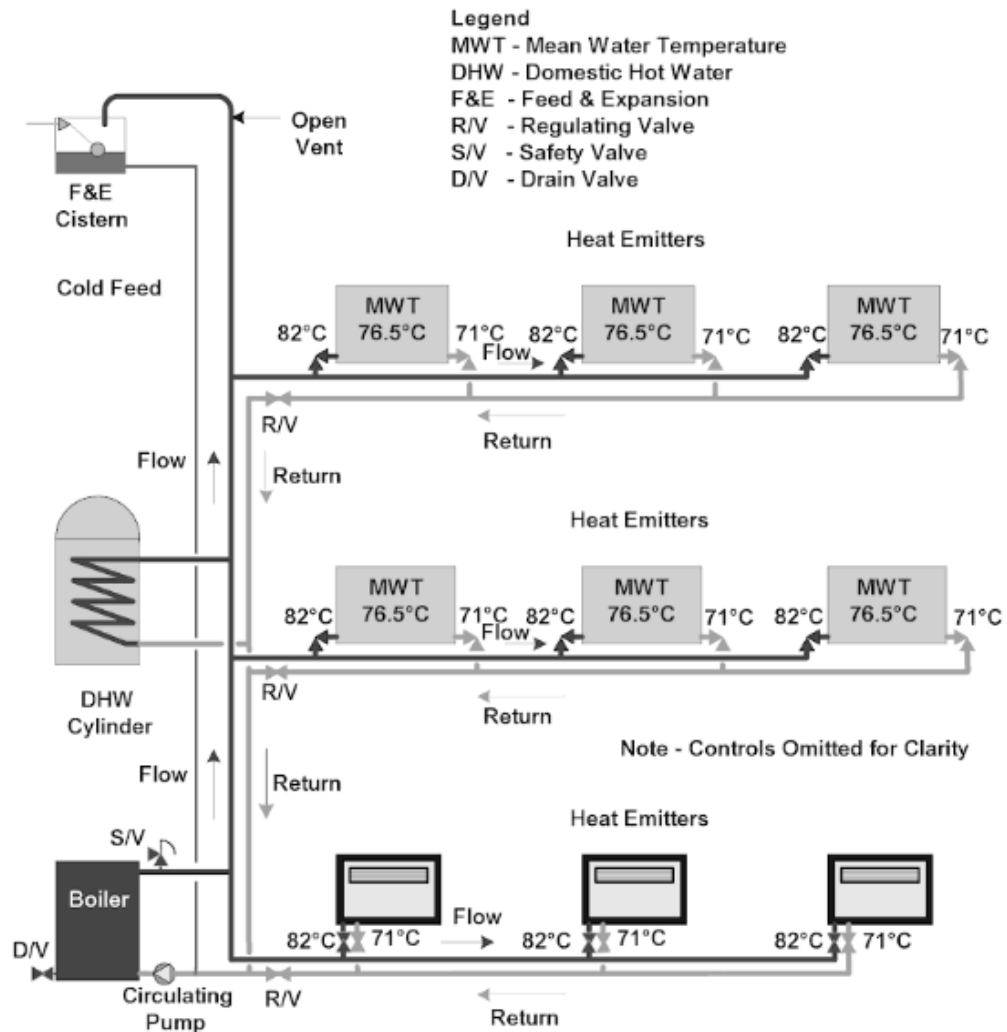 Legend
MWT - Mean Water Temperature
DHW - Domestic Hot Water
F&E - Feed & Expansion
R/V - Regulating Valve
S/V - Safety Valve
D/V - Drain Valve
Open
Vent
F&E
Cistern
Cold Feed
Heat Emitters
MWT
76.5°C
MWT
76.5°C
MWT
76.5°C
82°C
71°C
82°C
71°C
82°C
71°C
Flow
R/V
Return
Flow
Return
Heat Emitters
MWT
76.5°C
MWT
76.5°C
MWT
76.5°C
82°C
71°C
82°C
71°C
82°C
71°C
Flow
R/V
Return
DHW
Cylinder
Note - Controls Omitted for Clarity
Flow
Return
Heat Emitters
S/V
Boiler
Flow
82°C
71°C
82°C
71°C
82°C
71°C
D/V
Circulating
Pump
R/V
Return